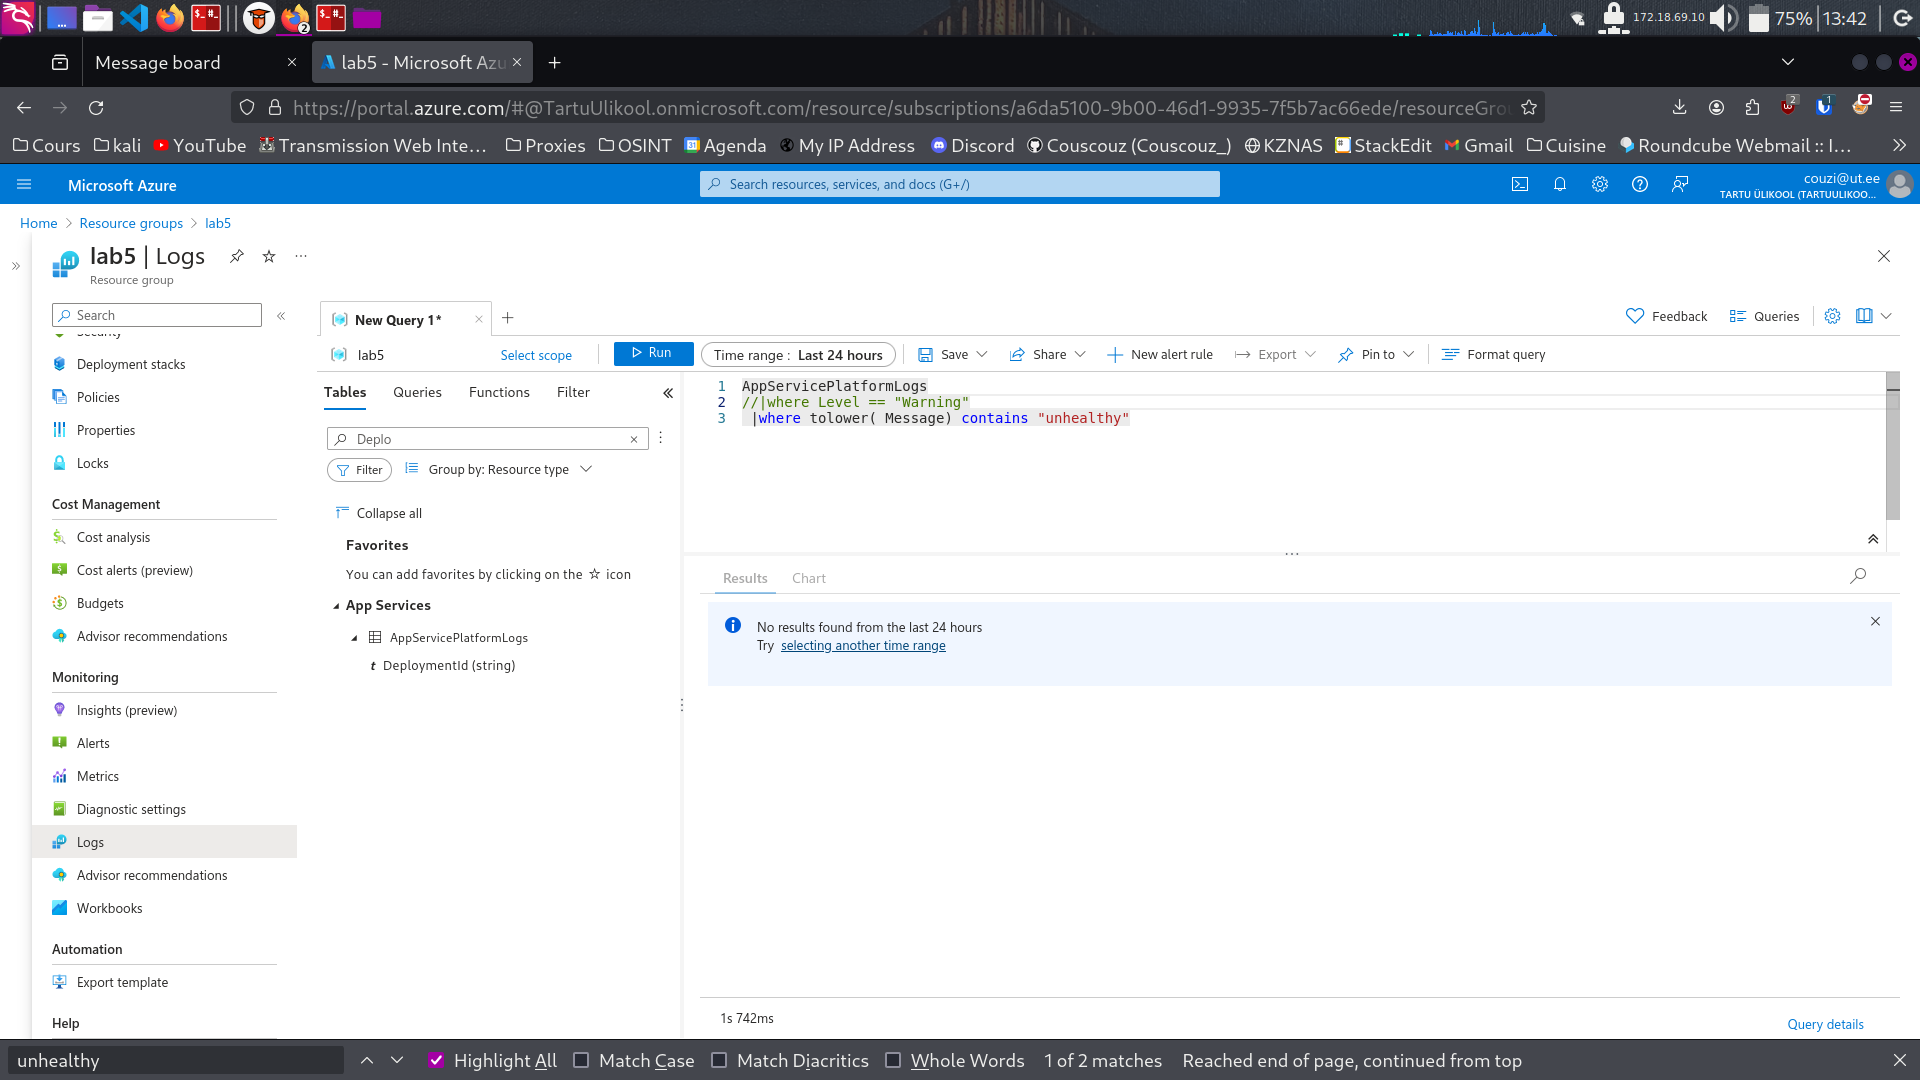 172.18.69.10
75%
13:42
Message board
lab5 - Microsoft Azu
https://portal.azure.com/#@TartuUlikool.onmicrosoft.com/resource/subscriptions/a6da5100-9b00-46d1-9935-7f5b7ac66ede/resourceGrou
2
1
Cours
kali
YouTube
Transmission Web Inte…
Proxies
OSINT
Agenda
My IP Address
Discord
Couscouz (Couscouz_)
KZNAS
StackEdit
Gmail
Cuisine
Roundcube Webmail :: I…
Microsoft Azure
Search resources, services, and docs (G+/)
couzi@ut.ee
TARTU ÜLIKOOL (TARTUULIKOO...
Home > Resource groups > lab5
lab5 | Logs
Resource group
Search
Security
Deployment stacks
Policies
Properties
Locks
Cost Management
Cost analysis
Cost alerts (preview)
Budgets
Advisor recommendations
Monitoring
Insights (preview)
Alerts
Metrics
Diagnostic settings
Logs
Advisor recommendations
Workbooks
Automation
Export template
Help
New Query 1*
Feedback
Queries
lab5
Select scope
Run
Time range : Last 24 hours
Save
Share
New alert rule
Export
Pin to
Format query
Tables
Queries
Functions
Filter
Deplo
Filter
Group by: Resource type
Collapse all
Favorites
You can add favorites by clicking on the ☆ icon
App Services
AppServicePlatformLogs
t DeploymentId (string)
1 AppServicePlatformLogs
2 //|where Level == "Warning"
3 |where tolower( Message) contains "unhealthy"
Results
Chart
No results found from the last 24 hours
Try selecting another time range
1s 742ms
Query details
unhealthy
Highlight All
Match Case
Match Diacritics
Whole Words
1 of 2 matches
Reached end of page, continued from top